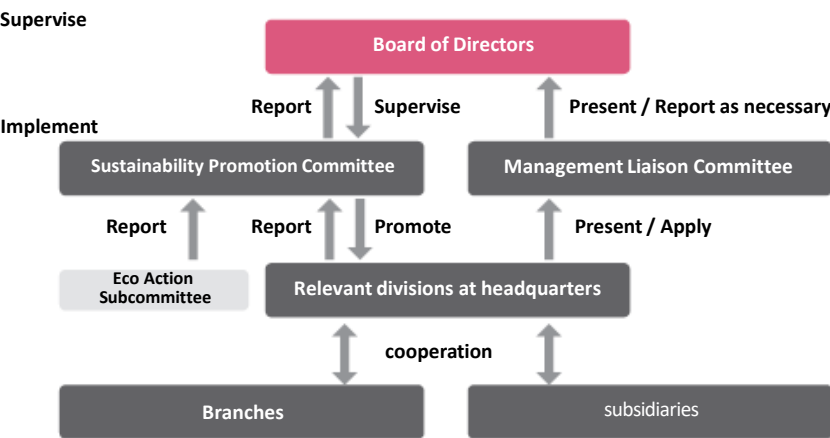 Supervise
Board of Directors
Report
Supervise
Present / Report as necessary
Implement
Sustainability Promotion Committee
Management Liaison Committee
Report
Report
Promote
Present / Apply
Eco Action
Subcommittee
Relevant divisions at headquarters
cooperation
Branches
subsidiaries